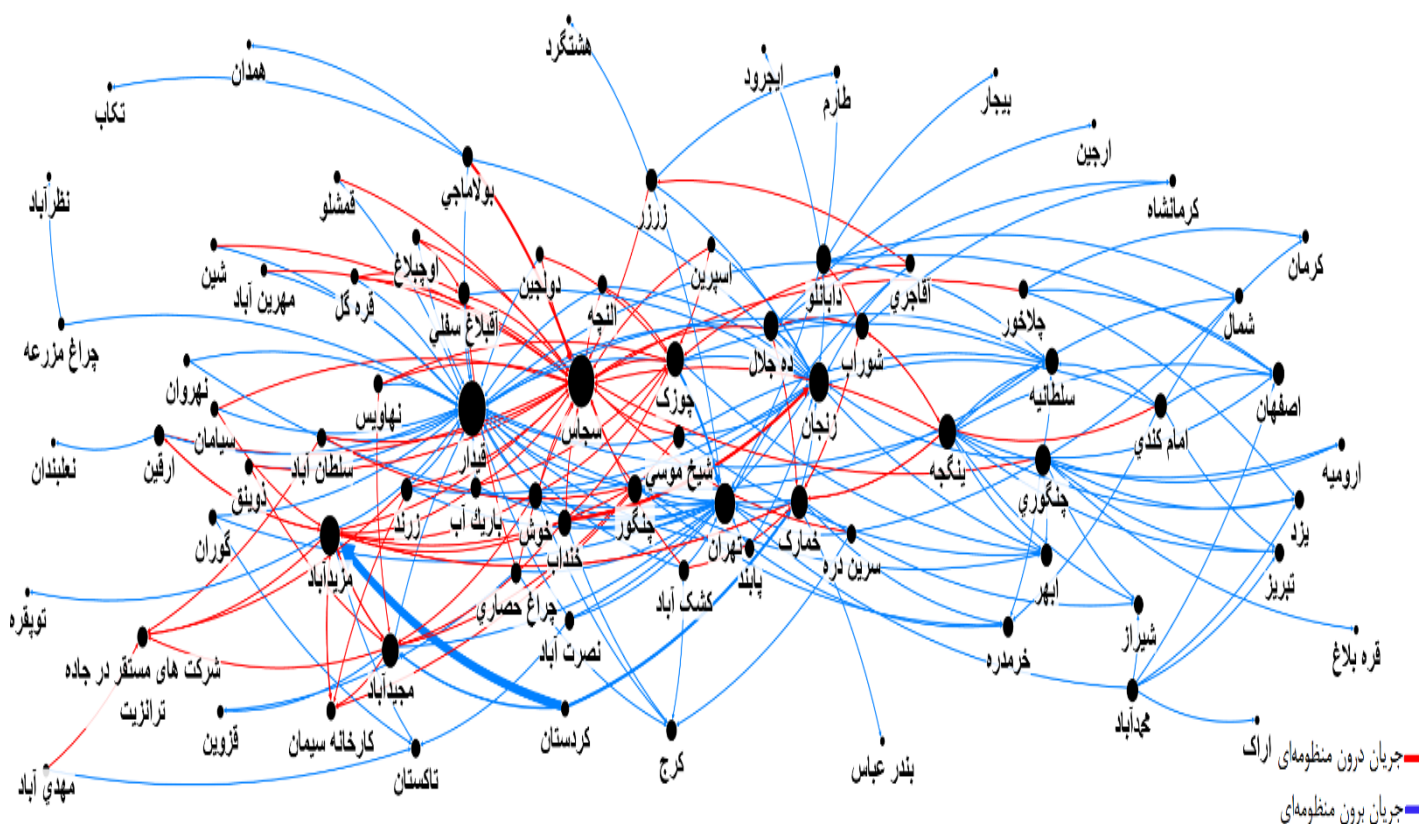 هشتگرد
همدان
ایجرود
طارم
بیجار
تکاب
ارجین
بولاماجي
نظرآباد
قمشلو
زرزر
کرمانشاه
شین
اوچبلاغ
دولجین
اسپرین
کرمان
مهرین آباد
قره گل
آقبلاغ سفلي
النچه
دابانلو
آقاجري
چلاخور
شمال
چراغ مزرعه
ده جلال
شوراب
نهروان
نهاویس
سجاس
چوزک
زنجان
سلطانیه
اصفهان
سیامان
قیدار
امام کندي
نعلبندان
ارقین
سلطان آباد
شیخ موسي
ینگجه
ارومیه
دوینق
زرند
باریك آب
خوش
چنگور
چنگوري
یزد
گوران
مزیدآباد
خنداب
تهران
خمارک
پابند
سرین دره
ابهر
تبریز
توپقره
چراغ حصاري
کشک آباد
نصرت آباد
خرمدره
شیراز
قره بلاغ
شرکت های مستقر در جاده
ترانزیت
مجیدآباد
محمدآباد
قزوین
کارخانه سیمان
کردستان
کرج
بندر عباس
اراک
مهدي آباد
تاکستان
جریان درون منظومه‌ای
جریان برون منظومه‌ای